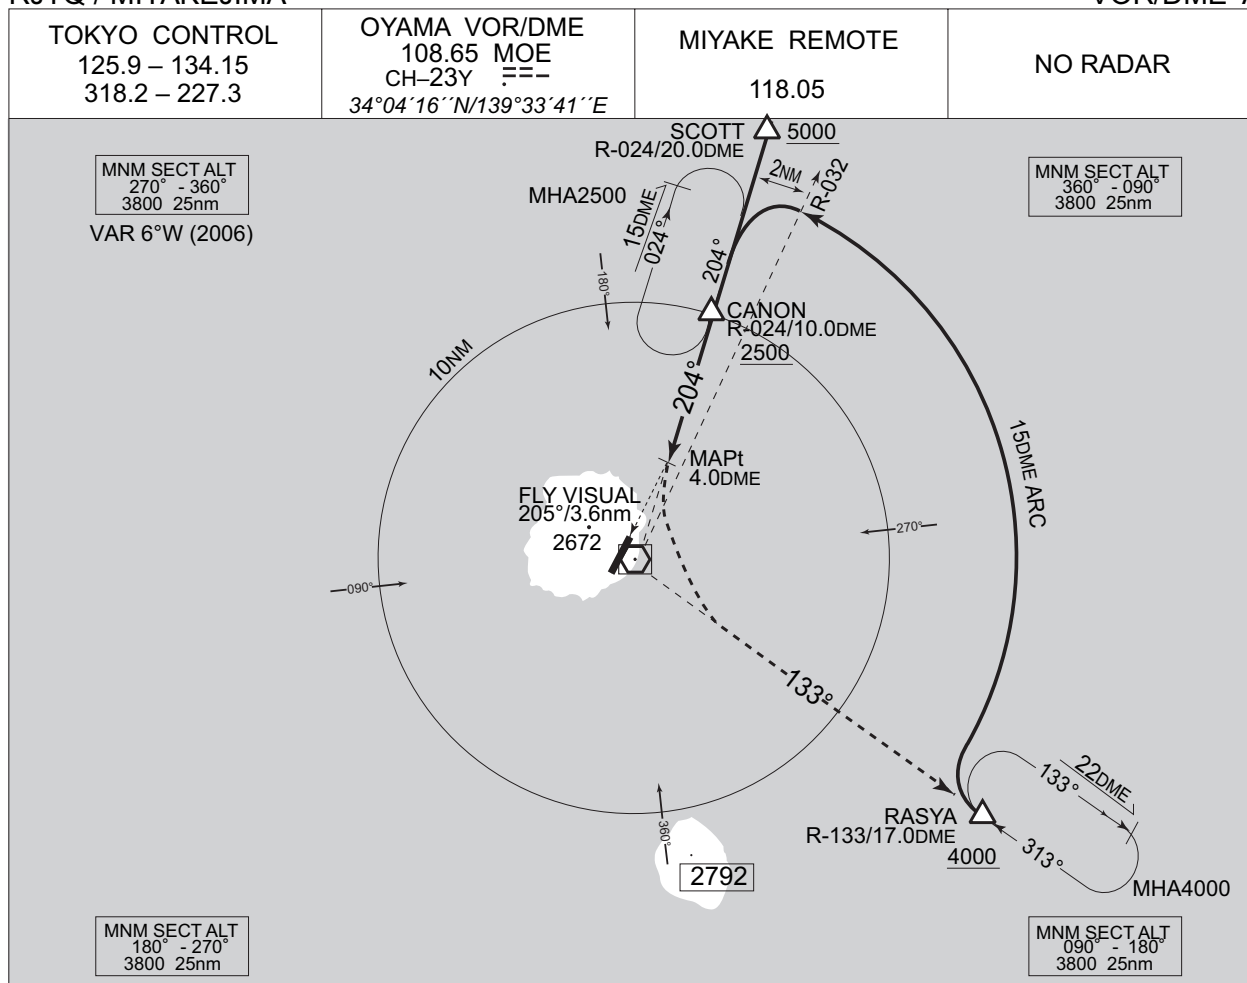 TOKYO CONTROL
125.9 – 134.15
318.2 – 227.3
OYAMA VOR/DME
108.65 MOE
CH–23Y
34°04´16´´N/139°33´41´´E
MIYAKE REMOTE
118.05
NO RADAR
MNM SECT ALT
270° - 360°
3800 25nm
VAR 6°W (2006)
SCOTT
5000
R-024/20.0DME
MHA2500
15DME
024°
2NM
R-032
MNM SECT ALT
360° - 090°
3800 25nm
204°
180°
CANON
R-024/10.0DME
2500
10NM
204°
MAPt
4.0DME
15DME ARC
FLY VISUAL
205°/3.6nm
2672
270°
090°
133°
22DME
133°
RASYA
R-133/17.0DME
4000
313°
MHA4000
360°
2792
MNM SECT ALT
180° - 270°
3800 25nm
MNM SECT ALT
090° - 180°
3800 25nm